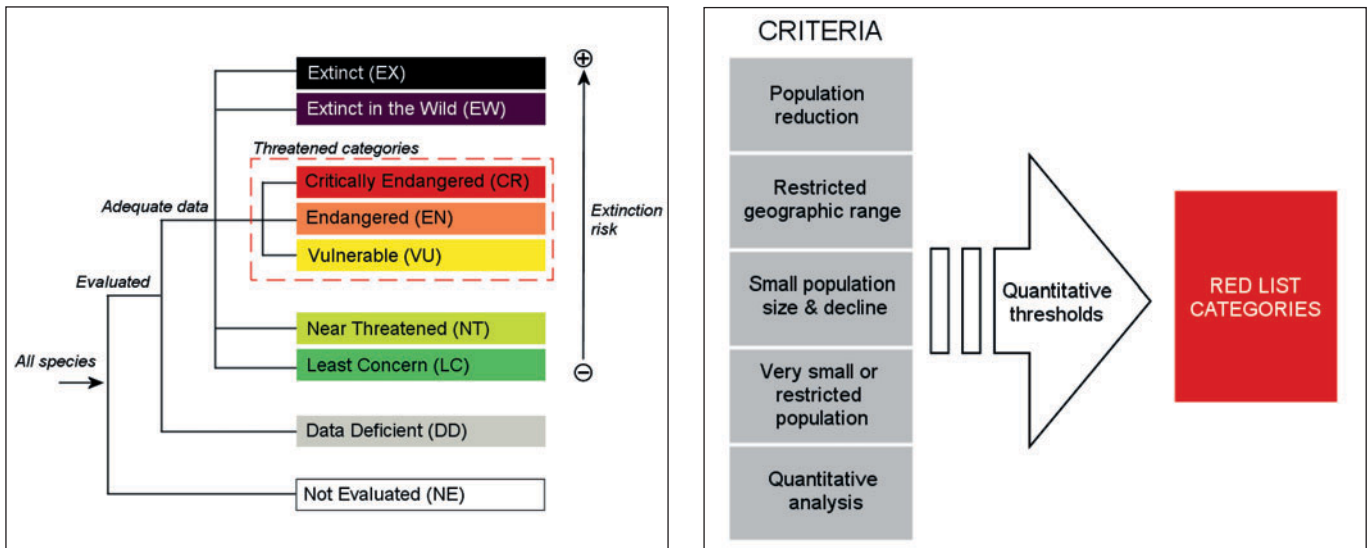 Extinct (EX)
Extinct in the Wild (EW)
Threatened categories
Critically Endangered (CR)
Adequate data
Endangered (EN)
Extinction
risk
Vulnerable (VU)
Evaluated
Near Threatened (NT)
All species
Least Concern (LC)
Data Deficient (DD)
Not Evaluated (NE)
CRITERIA
Population
reduction
Restricted
geographic range
Small population
size & decline
Very small or
restricted
population
Quantitative
analysis
Quantitative
thresholds
RED LIST
CATEGORIES